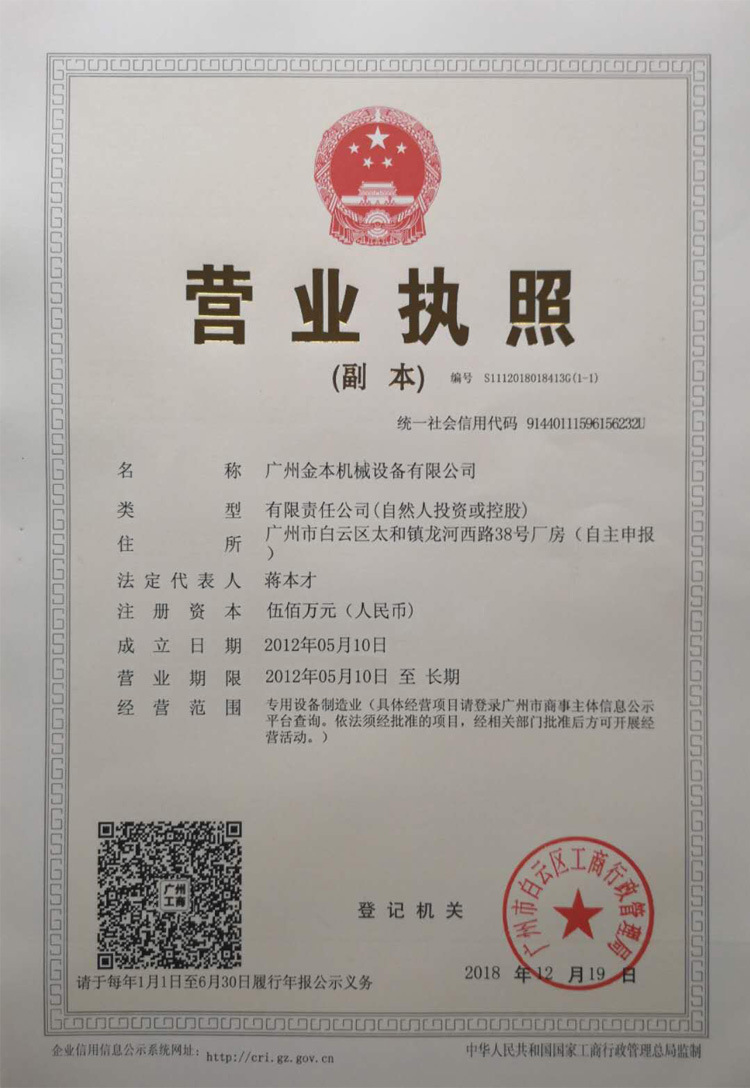 营业执照
(副 本) 编号 S1112018018413G(1-1)
统一社会信用代码 91440111596156232U
名称 广州金本机械设备有限公司
类型 有限责任公司(自然人投资或控股)
住所 广州市白云区太和镇龙河西路38号厂房（自主申报
）
法定代表人 蒋本才
注册资本 伍佰万元（人民币）
成立日期 2012年05月10日
营业期限 2012年05月10日 至 长期
经营范围 专用设备制造业（具体经营项目请登录广州市商事主体信息公示
平台查询。依法须经批准的项目，经相关部门批准后方可开展经
营活动。）
广州
工商
登记机关
广州市白云区工商行政管理局
2018 年 12 月 19 日
请于每年1月1日至6月30日履行年报公示义务
企业信用信息公示系统网址: http://cri.gz.gov.cn
中华人民共和国国家工商行政管理总局监制